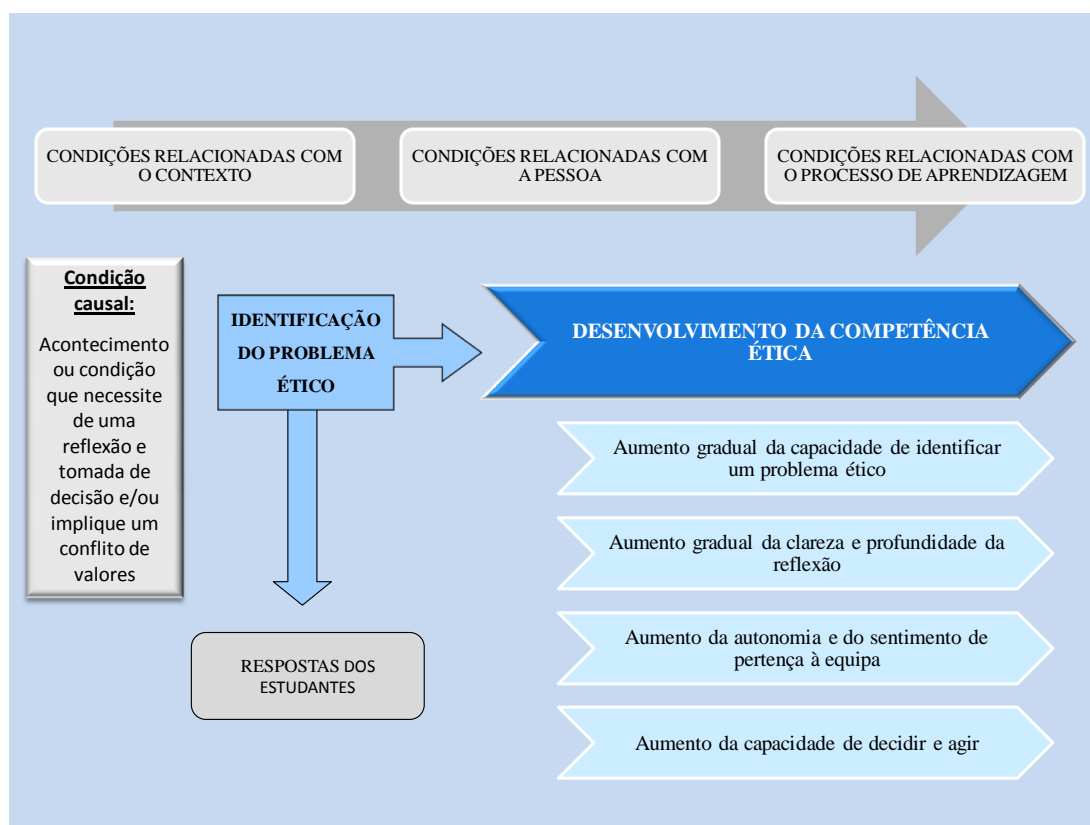 CONDIÇÕES RELACIONADAS COM
O CONTEXTO
CONDIÇÕES RELACIONADAS COM
A PESSOA
CONDIÇÕES RELACIONADAS COM
O PROCESSO DE APRENDIZAGEM
Condição
causal:
Acontecimento
ou condição
que necessite
de uma
reflexão e
tomada de
decisão e/ou
implique um
conflito de
valores
IDENTIFICAÇÃO
DO PROBLEMA
ÉTICO
DESENVOLVIMENTO DA COMPETÊNCIA
ÉTICA
Aumento gradual da capacidade de identificar
um problema ético
Aumento gradual da clareza e profundidade da
reflexão
Aumento da autonomia e do sentimento de
pertença à equipa
Aumento da capacidade de decidir e agir
RESPOSTAS DOS
ESTUDANTES